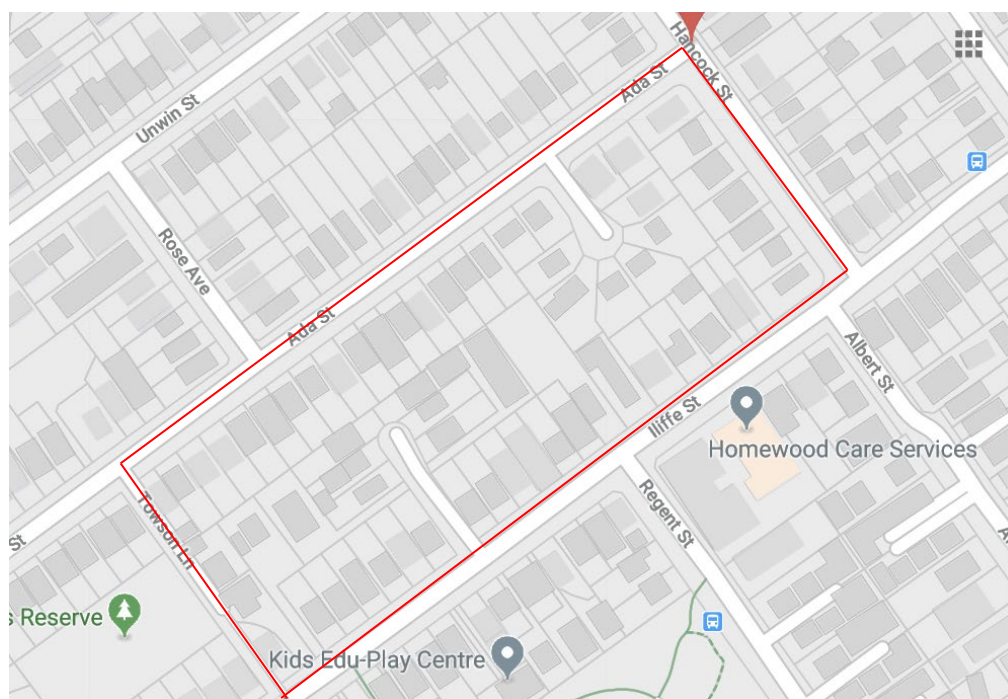 Hancock St
Ada St
Unwin St
Rose Ave
Ada St
Albert St
Iliffe St
Homewood Care Services
Towson Ln
Regent St
St
s Reserve
Kids Edu-Play Centre